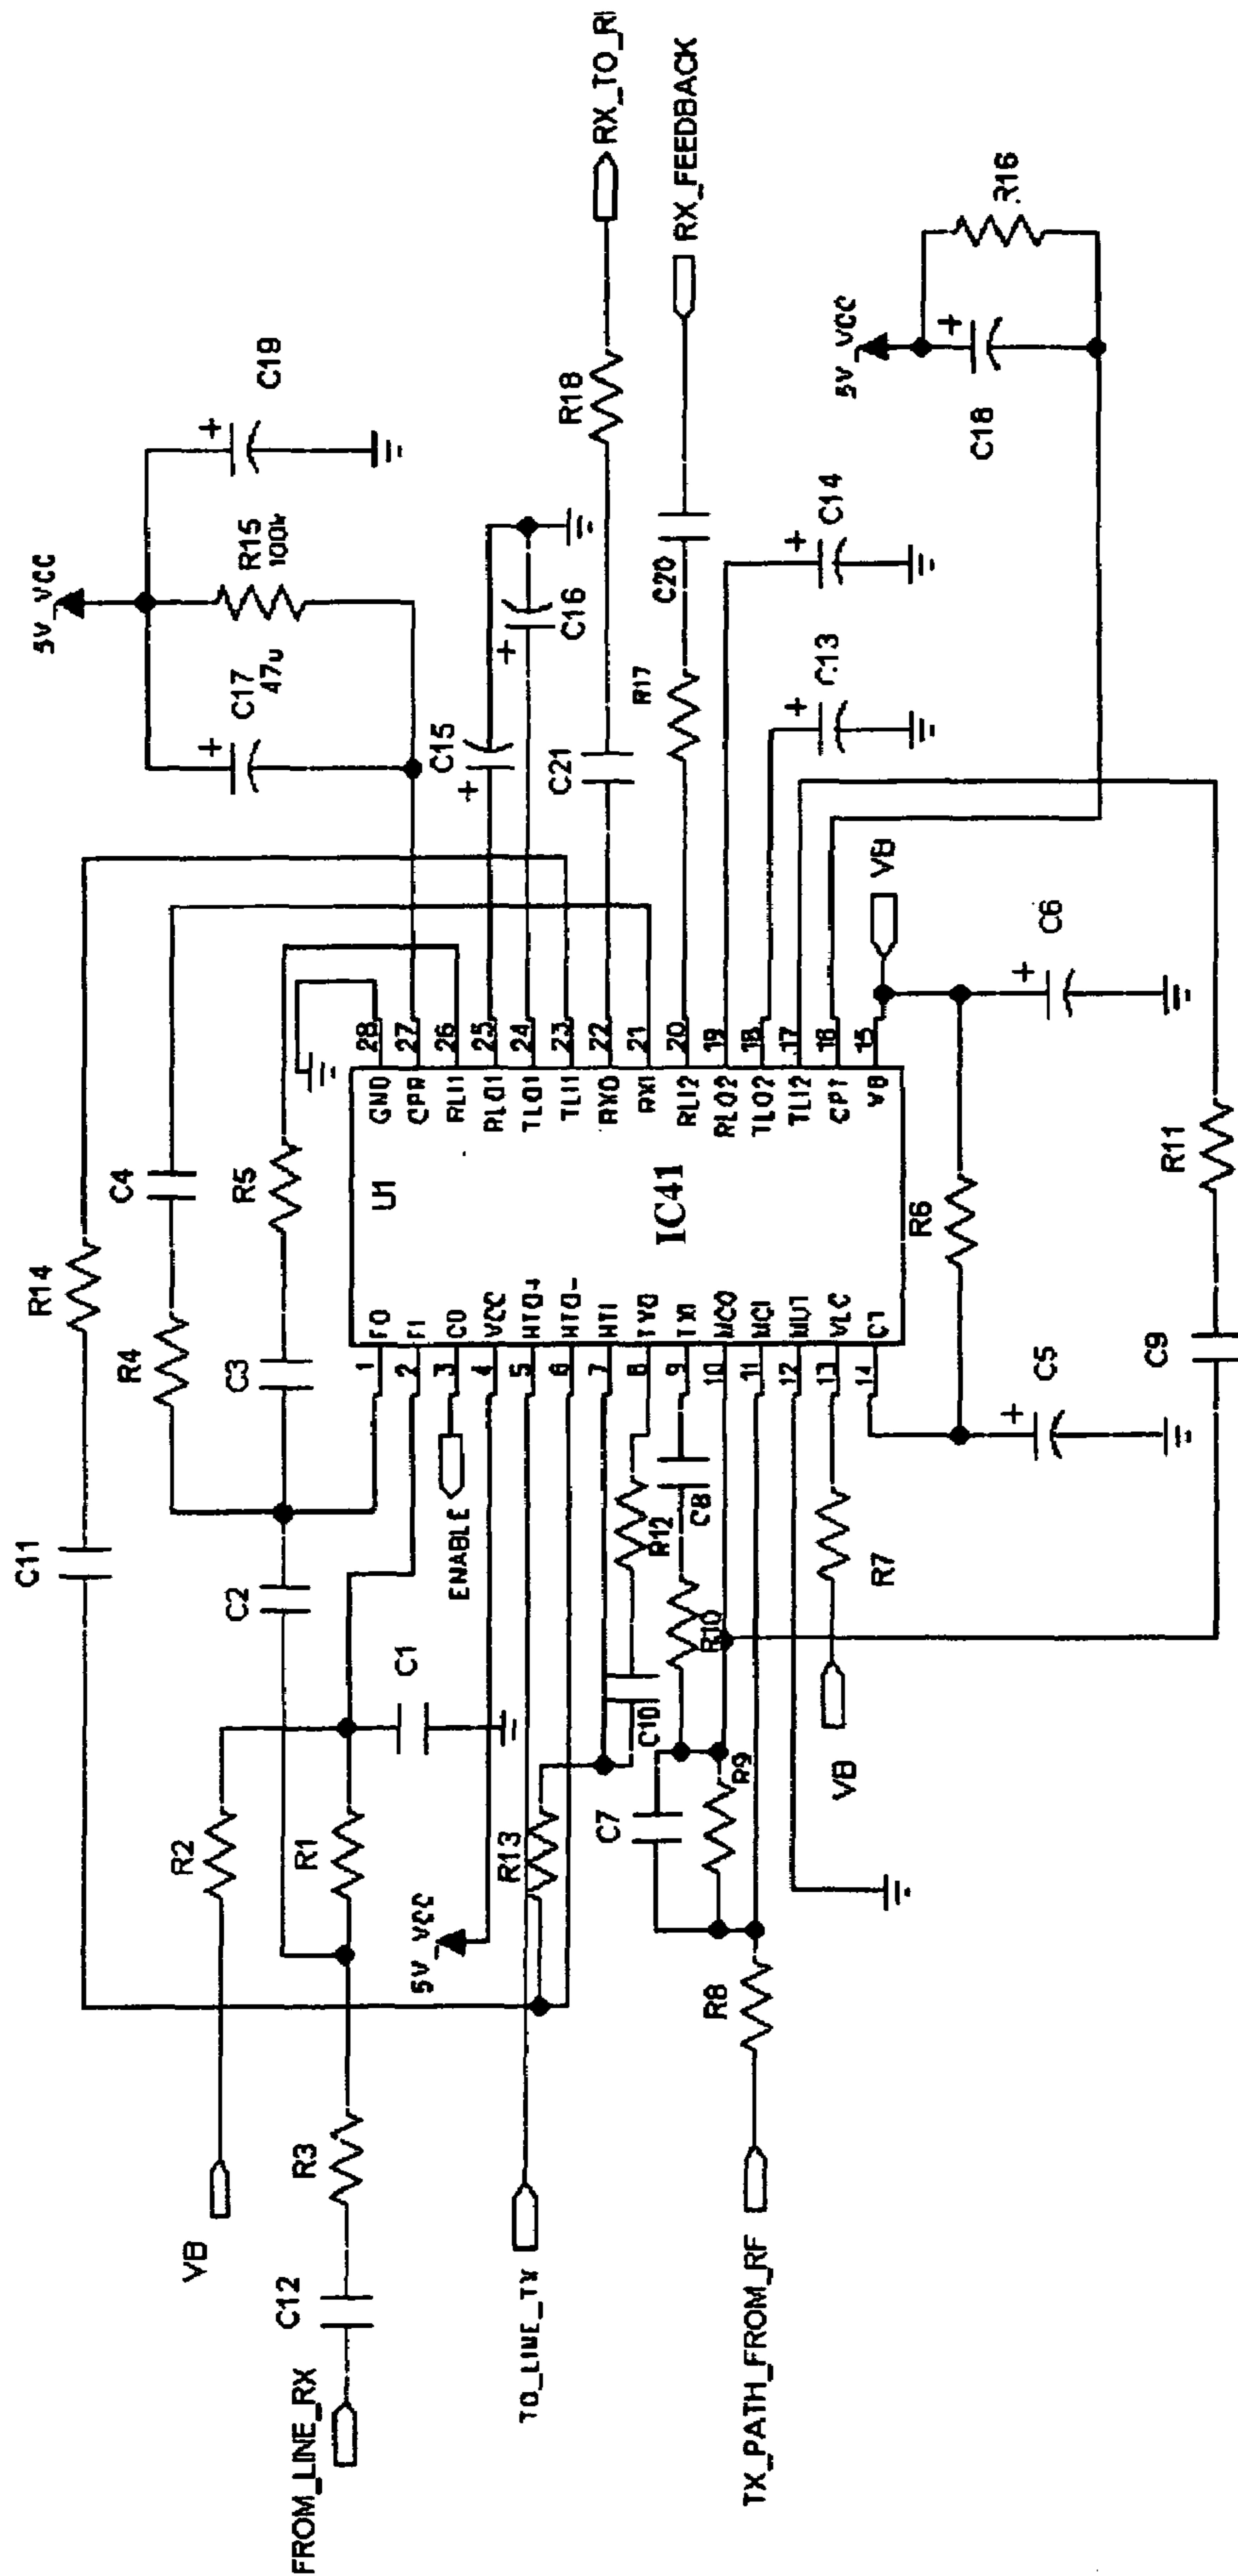 FROM_LINE_RX
C12
R3
VB
R2
R1
C1
C2
C11
R14
R4
C4
C3
R5
5V_VCC
C17
47u
R15
100k
C19
C15
C16
C21
R18
RX_TO_R
RX_FEEDBACK
C20
R17
C14
C13
5V_VCC
C18
R16
VB
C6
R6
C5
R11
C9
ENABLE
5V_VCC
R13
TO_LINE_TX
C10
R12
C8
R10
R9
C7
R8
TX_PATH_FROM_RF
R7
VB
U1
IC41
1 FO
2 FI
3 CD
4 VCC
5 HTO+
6 HTO-
7 HTI
8 TXO
9 TXI
10 MCO
11 MCI
12 MUT
13 VLC
14 CT
28 GND
27 CPR
26 RLI1
25 RLO1
24 TLO1
23 TLI1
22 RXO
21 RXI
20 RLI2
19 RLO2
18 TLO2
17 TLI2
16 CPT
15 VB